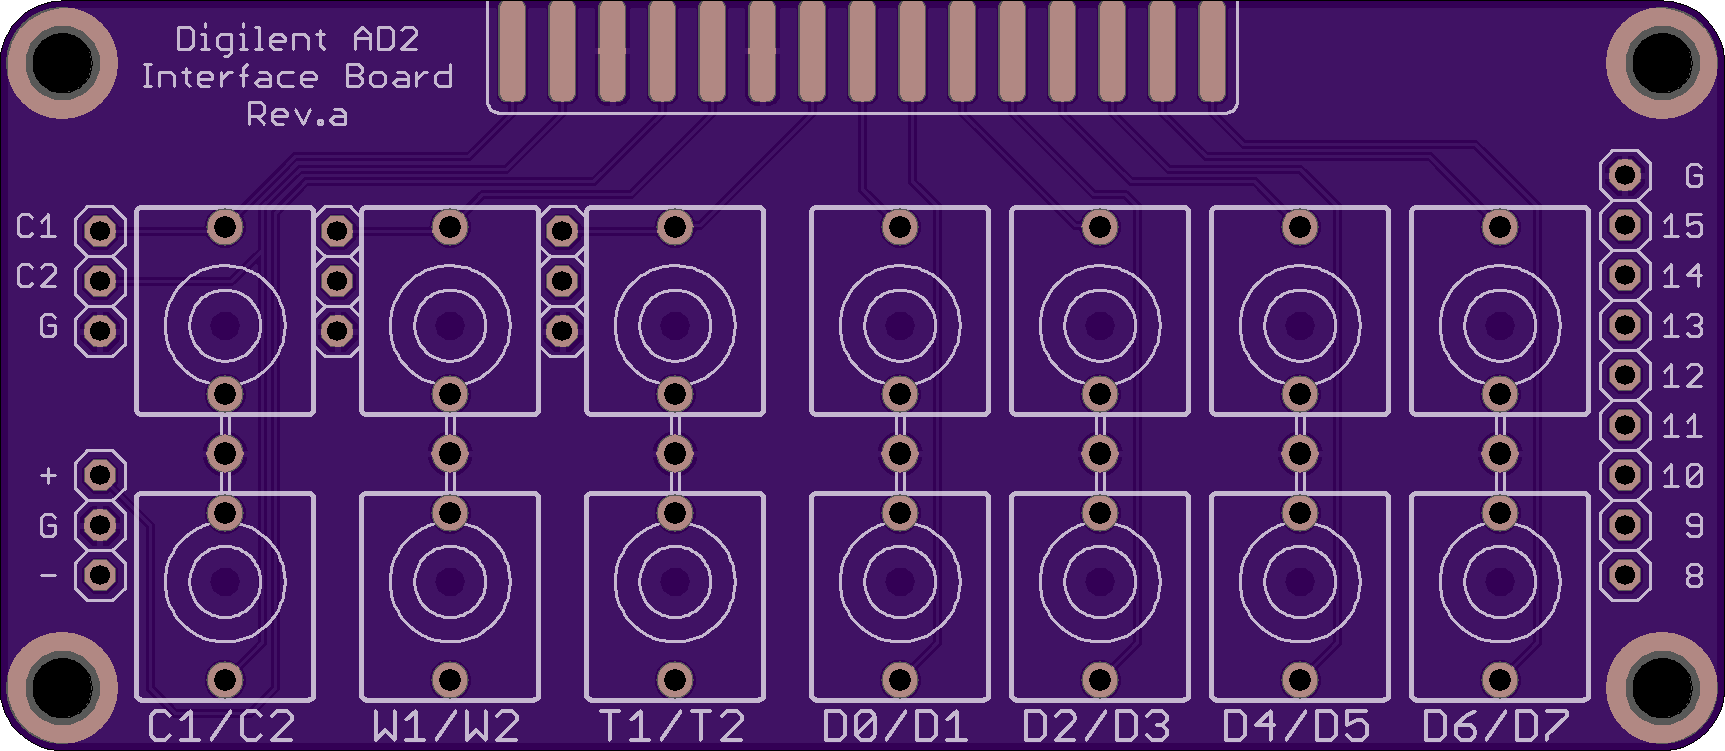 Digilent AD2
Interface Board
Rev.a
C1
C2
G
+
G
-
G
15
14
13
12
11
10
9
8
C1/C2
W1/W2
T1/T2
D0/D1
D2/D3
D4/D5
D6/D7